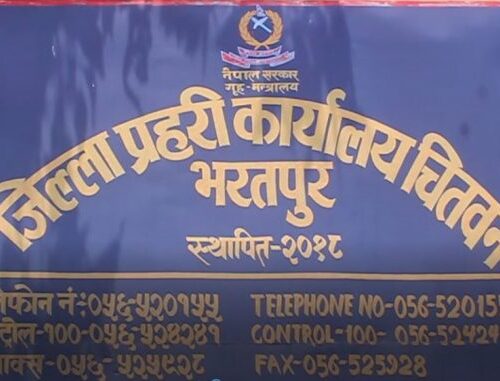 नेपाल सरकार
गृह-मन्त्रालय
जिल्ला प्रहरी कार्यालय चितवन
भरतपुर
स्थापित-२०१८
फोन नं:०५६-५२०१५५ TELEPHONE NO-056-52015
ट्रोल-१००-०५६-५२४२४१ CONTROL-100- 056-52424
०५६-५२५९२८ FAX-056-525928